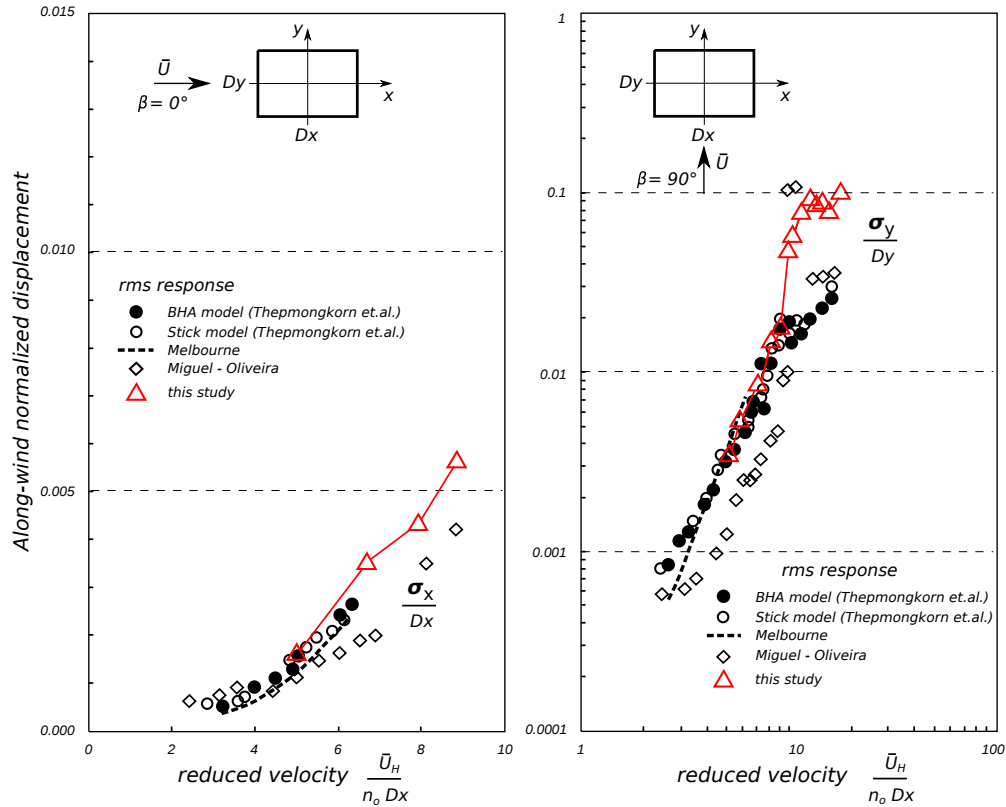 Along-wind normalized displacement
0.015
0.010
0.005
0.000
y
Ū
β= 0°
Dy
x
Dx
rms response
BHA model (Thepmongkorn et.al.)
Stick model (Thepmongkorn et.al.)
Melbourne
Miguel - Oliveira
this study
σx
Dx
0 2 4 6 8 10
reduced velocity ŪH
no Dx
1
0.1
0.01
0.001
0.0001
y
Dy
x
Dx
Ū
β= 90°
σy
Dy
rms response
BHA model (Thepmongkorn et.al.)
Stick model (Thepmongkorn et.al.)
Melbourne
Miguel - Oliveira
this study
1 10 100
reduced velocity ŪH
no Dx